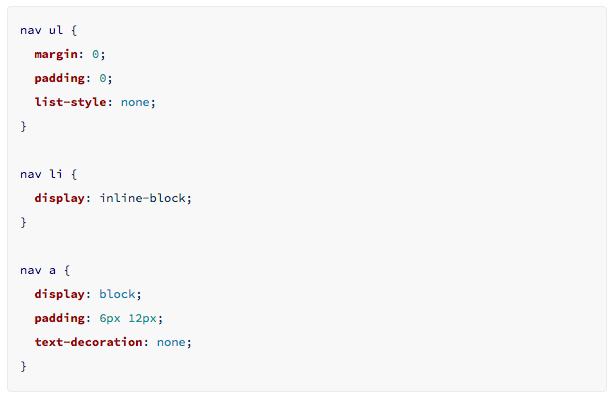 nav ul {
  margin: 0;
  padding: 0;
  list-style: none;
}

nav li {
  display: inline-block;
}

nav a {
  display: block;
  padding: 6px 12px;
  text-decoration: none;
}